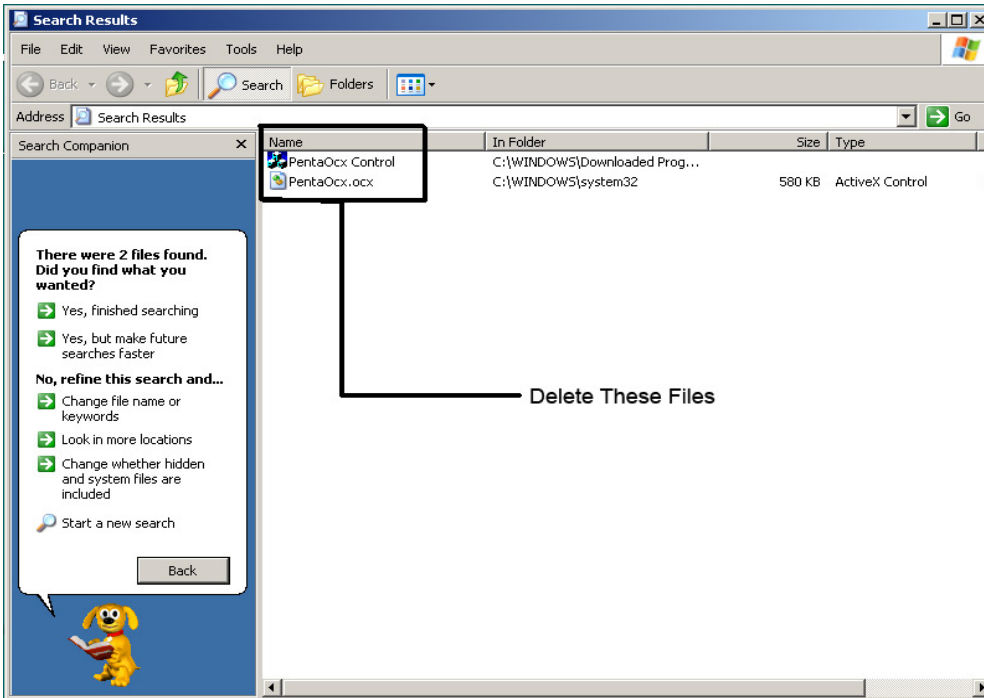 Search Results
File Edit View Favorites Tools Help
Back Search Folders
Address Search Results Go
Search Companion
There were 2 files found.
Did you find what you
wanted?
Yes, finished searching
Yes, but make future
searches faster
No, refine this search and...
Change file name or
keywords
Look in more locations
Change whether hidden
and system files are
included
Start a new search
Back
Name In Folder Size Type
PentaOcx Control C:\WINDOWS\Downloaded Prog...
PentaOcx.ocx C:\WINDOWS\system32 580 KB ActiveX Control
Delete These Files